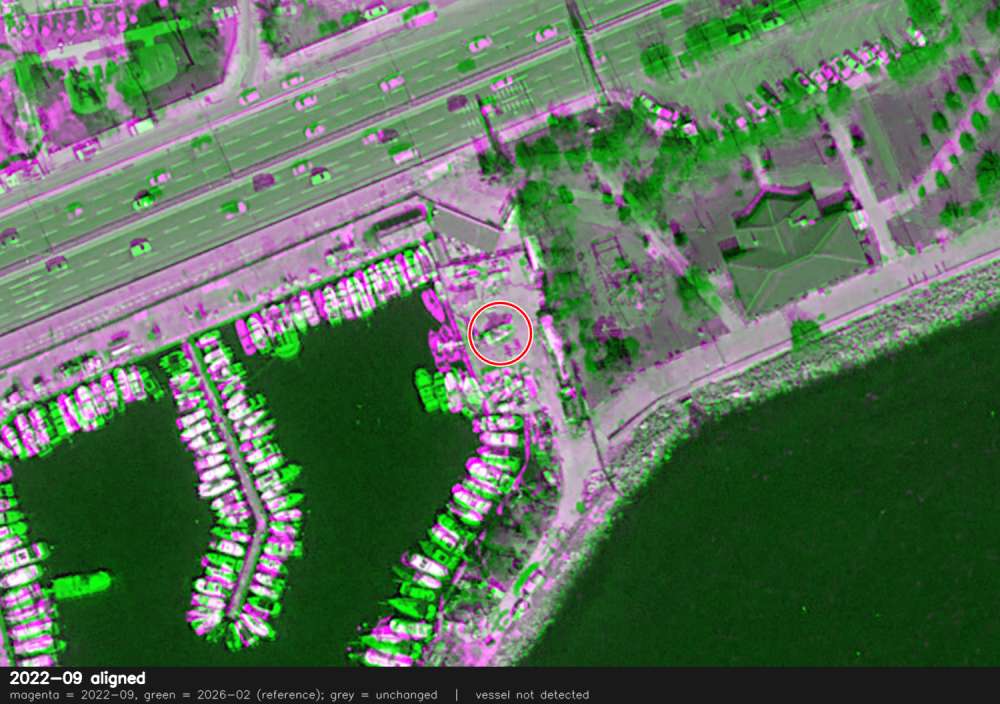 2022-09 aligned
magenta = 2022-09, green = 2026-02 (reference); grey = unchanged | vessel not detected